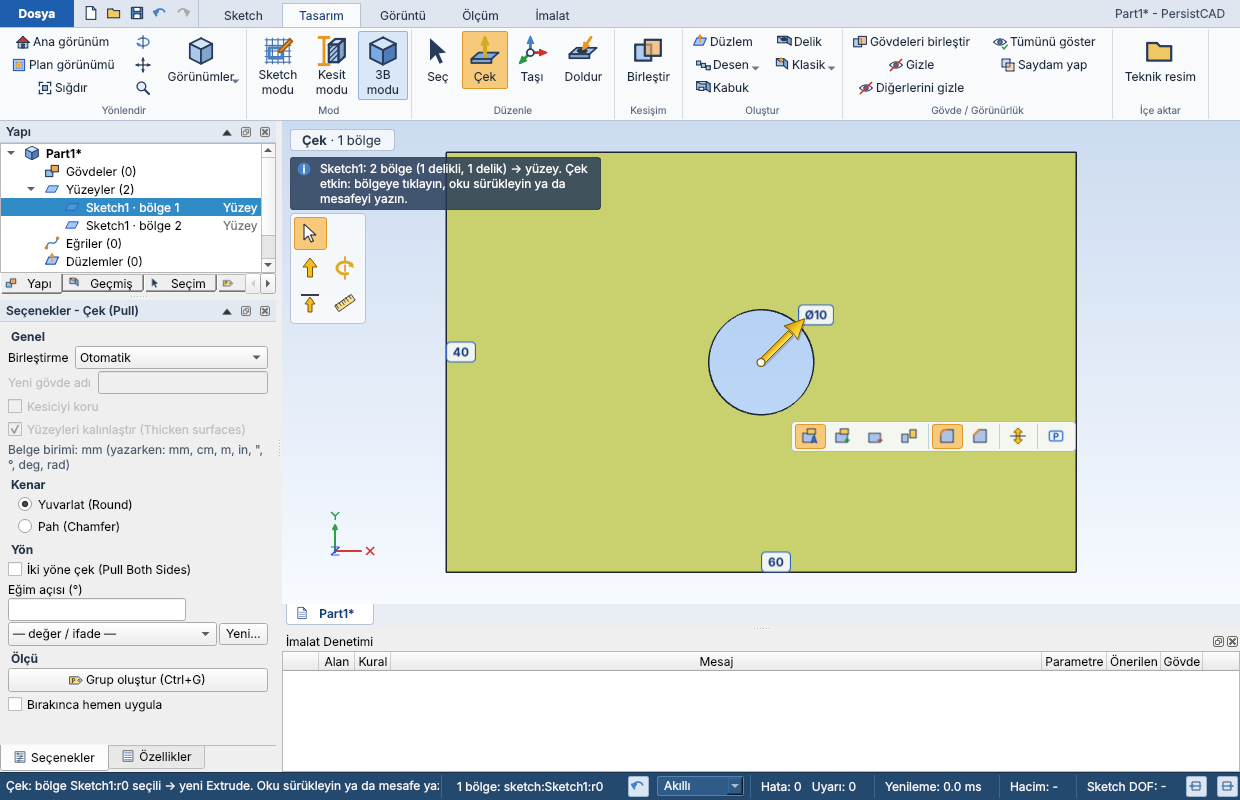 Dosya
Sketch
Tasarım
Görüntü
Ölçüm
İmalat
Part1* - PersistCAD
Ana görünüm
Plan görünümü
Sığdır
Görünümler
Yönlendir
Sketch modu
Kesit modu
3B modu
Mod
Seç
Çek
Taşı
Doldur
Düzenle
Birleştir
Kesişim
Düzlem
Desen
Kabuk
Delik
Klasik
Oluştur
Gövdeleri birleştir
Gizle
Diğerlerini gizle
Tümünü göster
Saydam yap
Gövde / Görünürlük
Teknik resim
İçe aktar
Yapı
Part1*
Gövdeler (0)
Yüzeyler (2)
Sketch1 · bölge 1 Yüzey
Sketch1 · bölge 2 Yüzey
Eğriler (0)
Düzlemler (0)
Yapı
Geçmiş
Seçim
Seçenekler - Çek (Pull)
Genel
Birleştirme Otomatik
Yeni gövde adı
Kesiciyi koru
Yüzeyleri kalınlaştır (Thicken surfaces)
Belge birimi: mm (yazarken: mm, cm, m, in, ",
°, deg, rad)
Kenar
Yuvarlat (Round)
Pah (Chamfer)
Yön
İki yöne çek (Pull Both Sides)
Eğim açısı (°)
— değer / ifade — Yeni...
Ölçü
P Grup oluştur (Ctrl+G)
Bırakınca hemen uygula
Seçenekler
Özellikler
Çek · 1 bölge
i Sketch1: 2 bölge (1 delikli, 1 delik) → yüzey. Çek
etkin: bölgeye tıklayın, oku sürükleyin ya da
mesafeyi yazın.
Ø10
40
60
P
Y
X
Z
Part1*
İmalat Denetimi
Alan Kural Mesaj Parametre Önerilen Gövde
Çek: bölge Sketch1:r0 seçili → yeni Extrude. Oku sürükleyin ya da mesafe ya
1 bölge: sketch:Sketch1:r0
Akıllı
Hata: 0 Uyarı: 0
Yenileme: 0.0 ms
Hacim: -
Sketch DOF: -